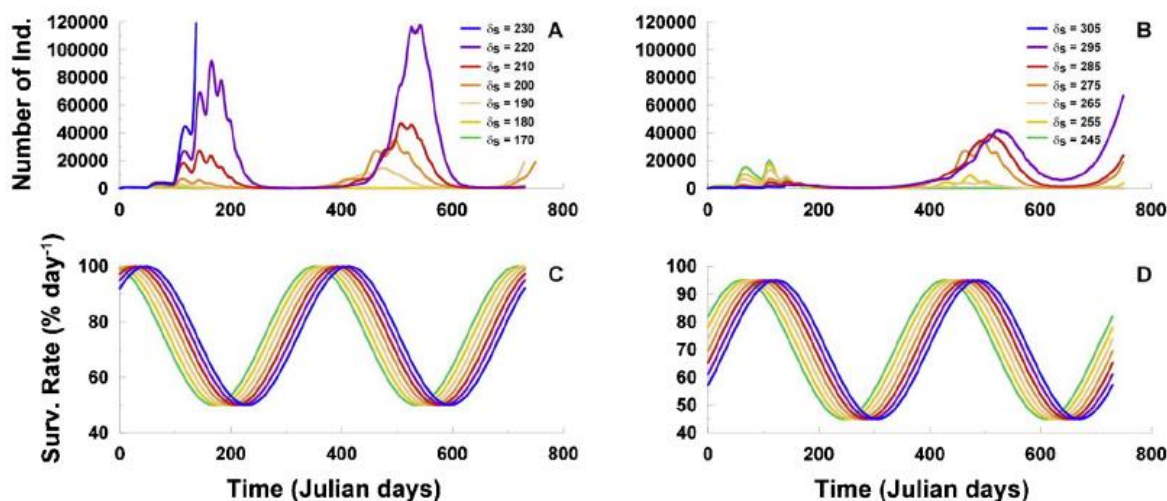 Number of Ind.
120000
100000
80000
60000
40000
20000
0
0 200 400 600 800
A
δs = 230
δs = 220
δs = 210
δs = 200
δs = 190
δs = 180
δs = 170
120000
100000
80000
60000
40000
20000
0
0 200 400 600 800
B
δs = 305
δs = 295
δs = 285
δs = 275
δs = 265
δs = 255
δs = 245
Surv. Rate (% day⁻¹)
100
80
60
40
0 200 400 600 800
C
Time (Julian days)
100
90
80
70
60
50
40
0 200 400 600 800
D
Time (Julian days)